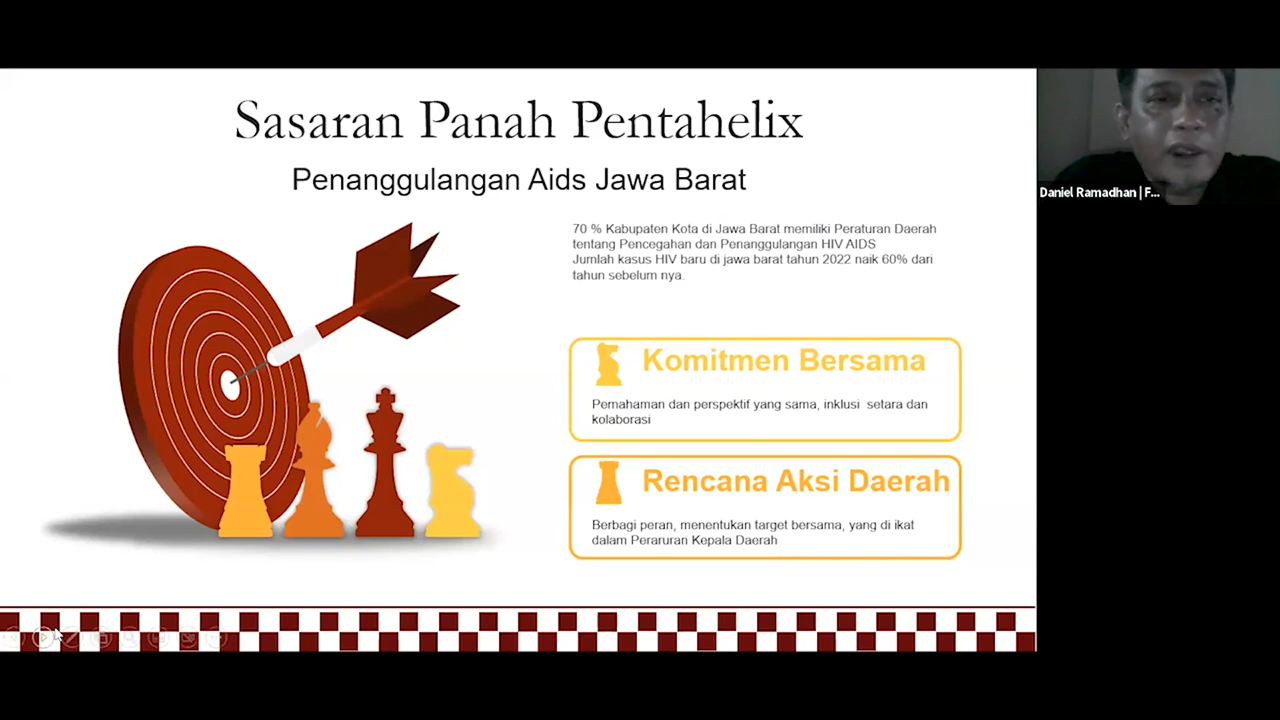 Sasaran Panah Pentahelix
Penanggulangan Aids Jawa Barat
70 % Kabupaten Kota di Jawa Barat memiliki Peraturan Daerah
tentang Pencegahan dan Penanggulangan HIV AIDS
Jumlah kasus HIV baru di jawa barat tahun 2022 naik 60% dari
tahun sebelum nya.
Komitmen Bersama
Pemahaman dan perspektif yang sama, inklusi setara dan
kolaborasi
Rencana Aksi Daerah
Berbagi peran, menentukan target bersama, yang di ikat
dalam Peraruran Kepala Daerah
Daniel Ramadhan | F...